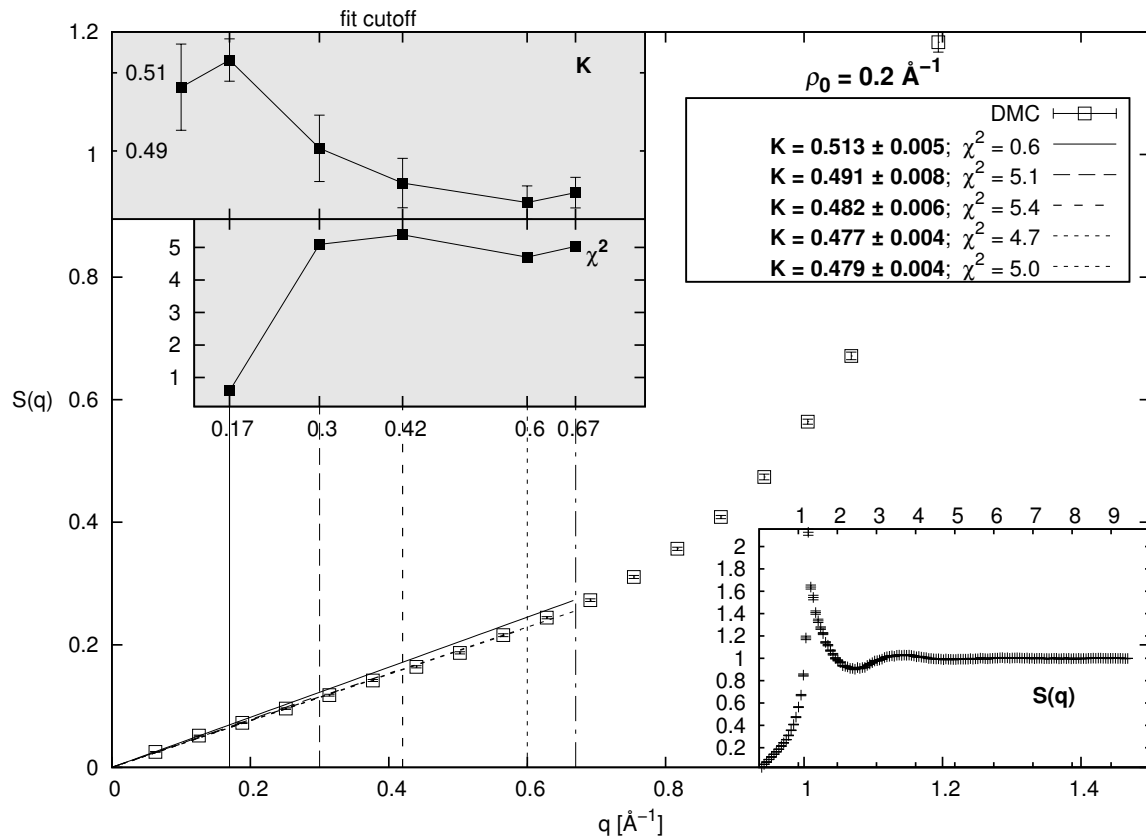 fit cutoff
1.2
0.51
K
0.49
1
ρ₀ = 0.2 Å⁻¹
DMC
K = 0.513 ± 0.005; χ² = 0.6
K = 0.491 ± 0.008; χ² = 5.1
K = 0.482 ± 0.006; χ² = 5.4
K = 0.477 ± 0.004; χ² = 4.7
K = 0.479 ± 0.004; χ² = 5.0
0.8
5
χ²
4
3
2
1
S(q)
0.6
0.17 0.3 0.42 0.6 0.67
0.4
1 2 3 4 5 6 7 8 9
2
1.8
1.6
1.4
1.2
1
0.8
0.6
0.4
0.2
S(q)
0.2
0
0 0.2 0.4 0.6 0.8 1 1.2 1.4
q [Å⁻¹]